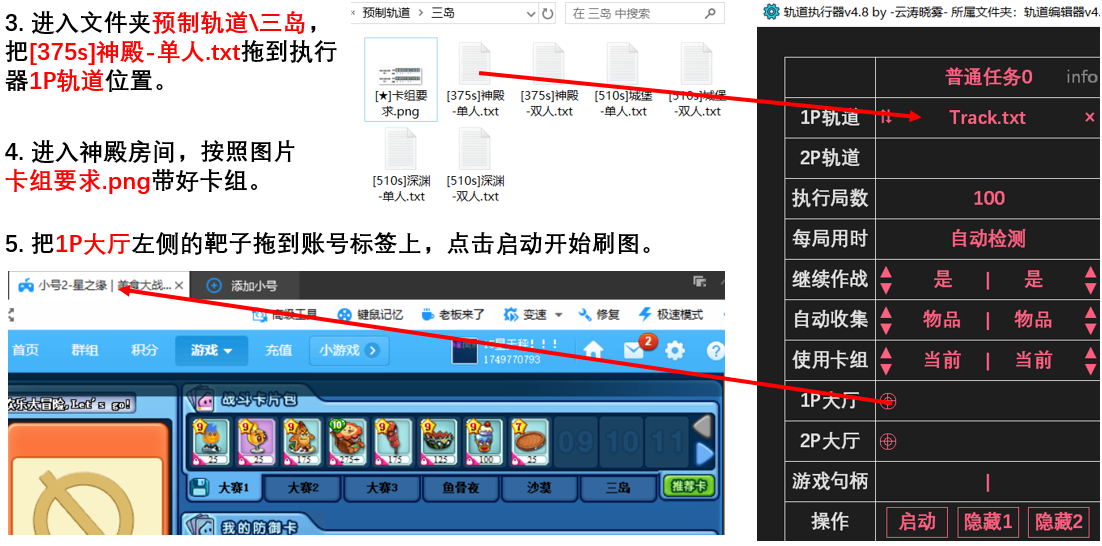 3. 进入文件夹预制轨道\三岛，
把[375s]神殿-单人.txt拖到执行
器1P轨道位置。
4. 进入神殿房间，按照图片
卡组要求.png带好卡组。
5. 把1P大厅左侧的靶子拖到账号标签上，点击启动开始刷图。
预制轨道 › 三岛
在 三岛 中搜索
[★]卡组要
求.png
[375s]神殿
-单人.txt
[375s]神殿
-双人.txt
[510s]城堡
-单人.txt
[510s]城堡
-双人.txt
[510s]深渊
-单人.txt
[510s]深渊
-双人.txt
轨道执行器v4.8 by -云涛晓雾- 所属文件夹：轨道编辑器v4.
普通任务0 info
1P轨道 Track.txt ×
2P轨道
执行局数 100
每局用时 自动检测
继续作战 是 | 是
自动收集 物品 | 物品
使用卡组 当前 | 当前
1P大厅
2P大厅
游戏句柄 |
操作 启动 隐藏1 隐藏2
小号2-星之缘 | 美食大战... ×
添加小号
高级工具 键鼠记忆 老板来了 变速 修复 极速模式
首页 群组 积分 游戏 充值 小游戏
1749770793
2
欢乐大冒险,Let's go!
战斗卡片包
9 9 9 10 9 9 9 7
25 25 175 275+ 175 125 100 25
09 10 11
大赛1 大赛2 大赛3 鱼骨夜 沙漠 三岛 推荐卡
我的防御卡